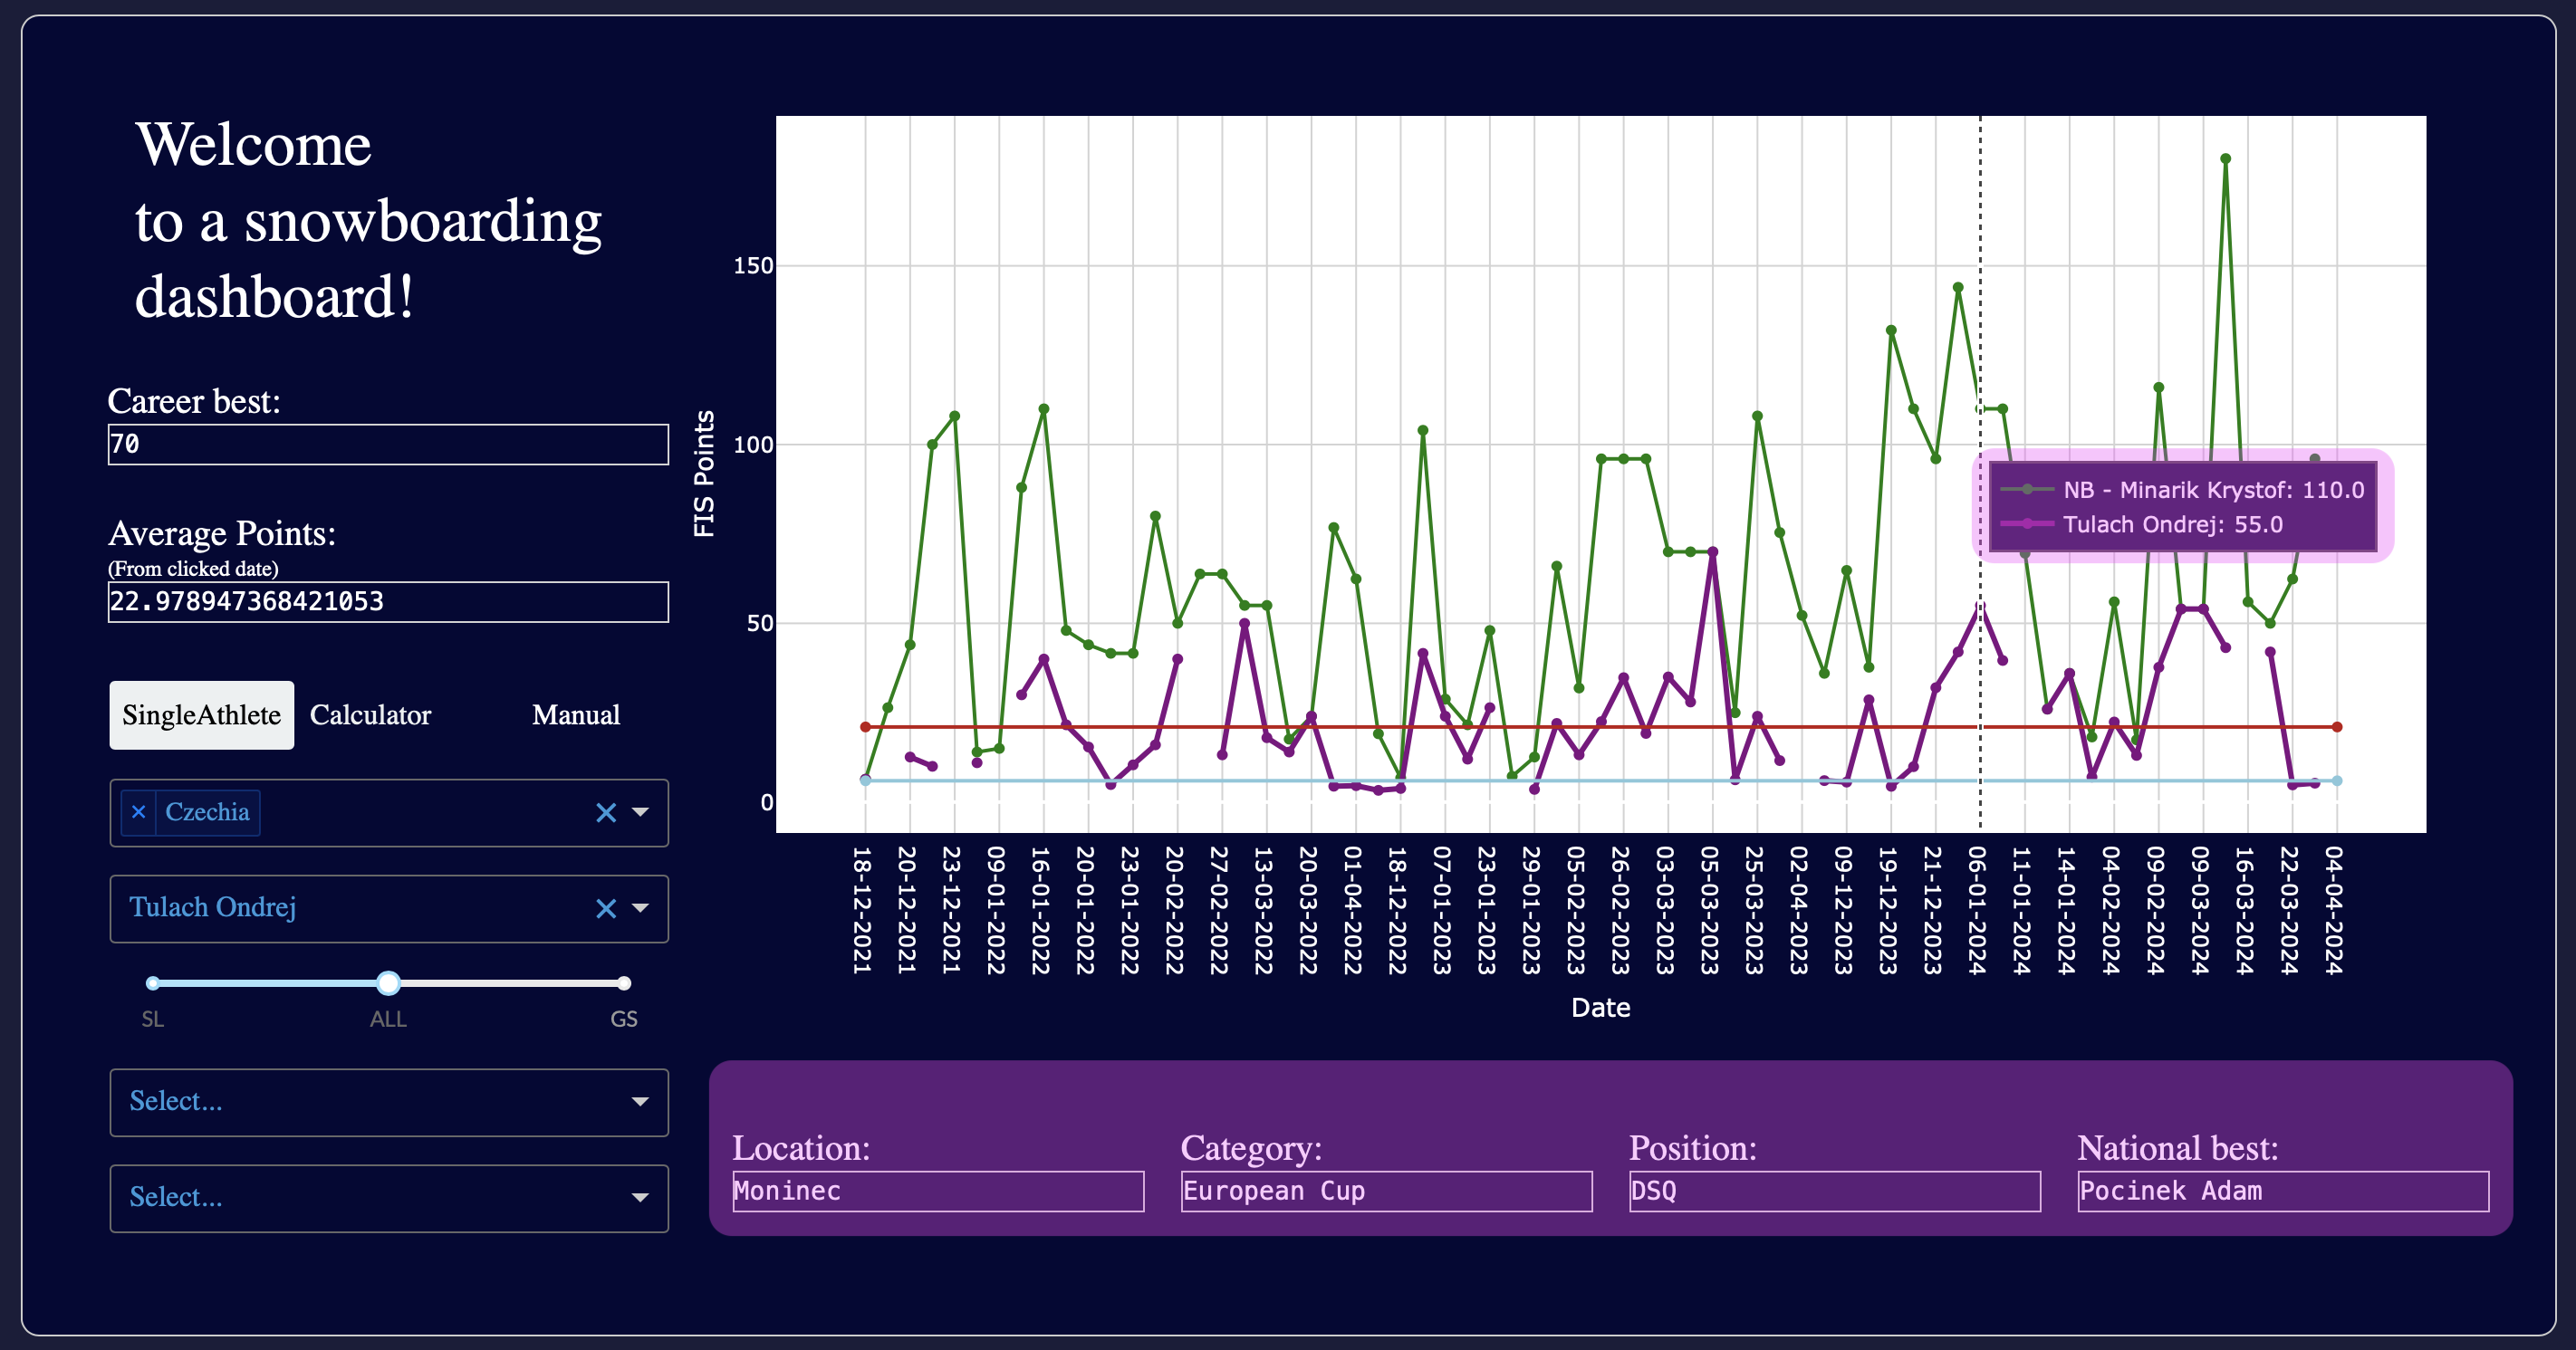 Welcome
to a snowboarding
dashboard!
Career best:
70
Average Points:
(From clicked date)
22.978947368421053
SingleAthlete Calculator Manual
× Czechia
Tulach Ondrej
SL ALL GS
Select...
Select...
FIS Points
150
100
50
0
NB - Minarik Krystof: 110.0
Tulach Ondrej: 55.0
18-12-2021
20-12-2021
23-12-2021
09-01-2022
16-01-2022
20-01-2022
23-01-2022
20-02-2022
27-02-2022
13-03-2022
20-03-2022
01-04-2022
18-12-2022
07-01-2023
23-01-2023
29-01-2023
05-02-2023
26-02-2023
03-03-2023
05-03-2023
25-03-2023
02-04-2023
09-12-2023
19-12-2023
21-12-2023
06-01-2024
11-01-2024
14-01-2024
04-02-2024
09-02-2024
09-03-2024
16-03-2024
22-03-2024
04-04-2024
Date
Location: Category: Position: National best:
Moninec European Cup DSQ Pocinek Adam